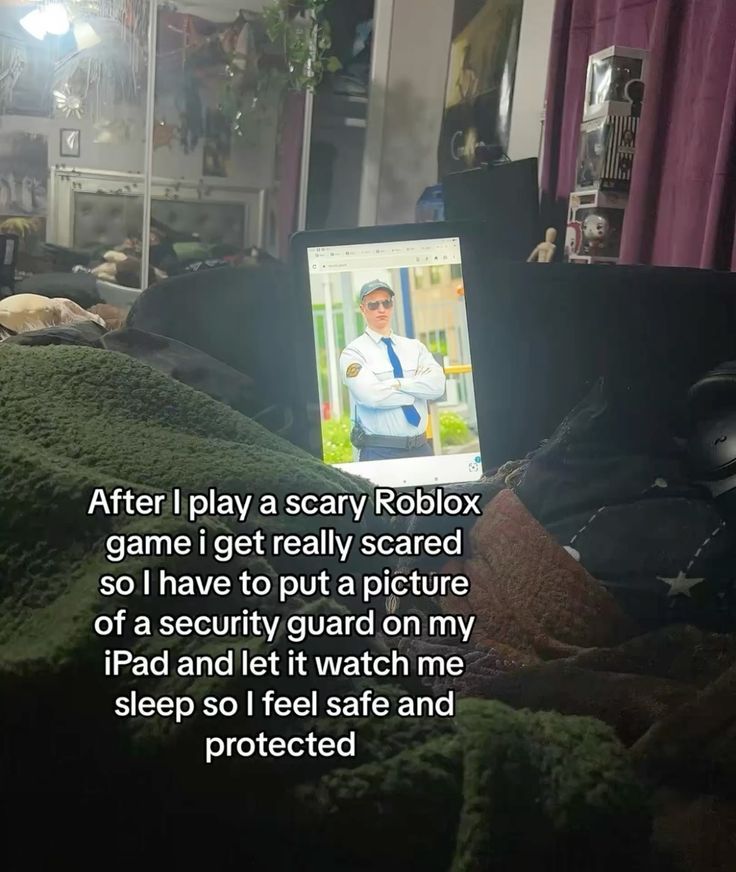 After I play a scary Roblox
game i get really scared
so I have to put a picture
of a security guard on my
iPad and let it watch me
sleep so I feel safe and
protected